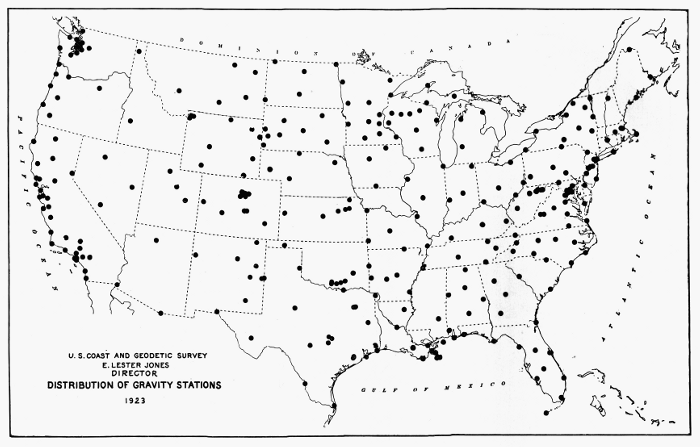 DOMINION OF CANADA
PACIFIC OCEAN
ATLANTIC OCEAN
GULF OF MEXICO
U. S. COAST AND GEODETIC SURVEY
E. LESTER JONES
DIRECTOR
DISTRIBUTION OF GRAVITY STATIONS
1923